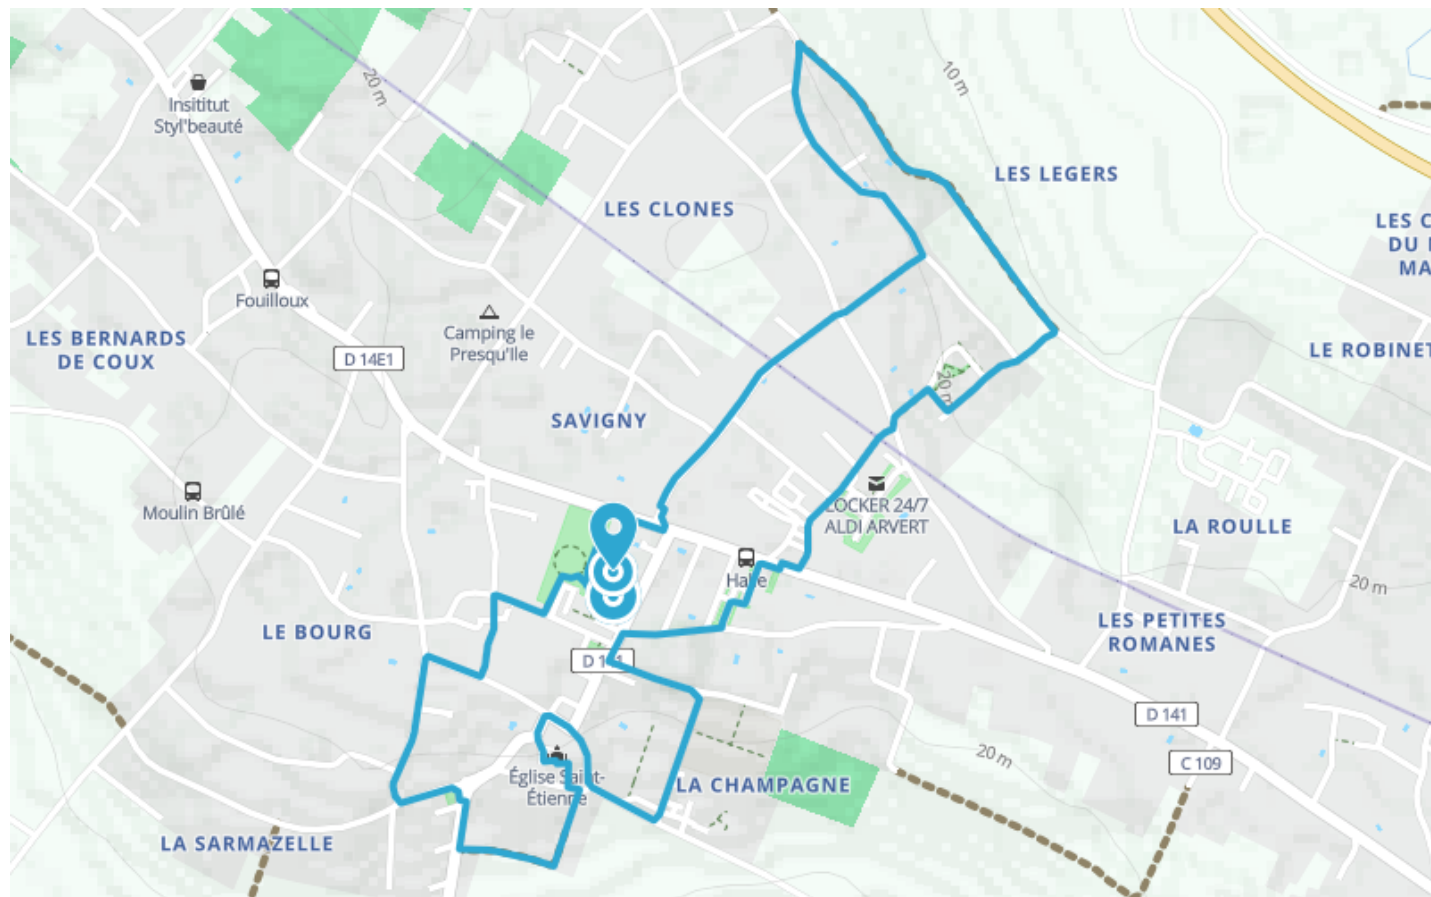 20 m
10 m
Insititut
Styl'beauté
LES LEGERS
LES CLONES
LES C
DU
MA
Fouilloux
Camping le
Presqu'Ile
LES BERNARDS
DE COUX
D 14E1
LE ROBINET
20 m
SAVIGNY
Moulin Brûlé
LOCKER 24/7
ALDI ARVERT
LA ROULLE
Halle
20 m
LE BOURG
LES PETITES
ROMANES
D 141
D 141
20 m
C 109
Église Saint-
Étienne
LA CHAMPAGNE
LA SARMAZELLE